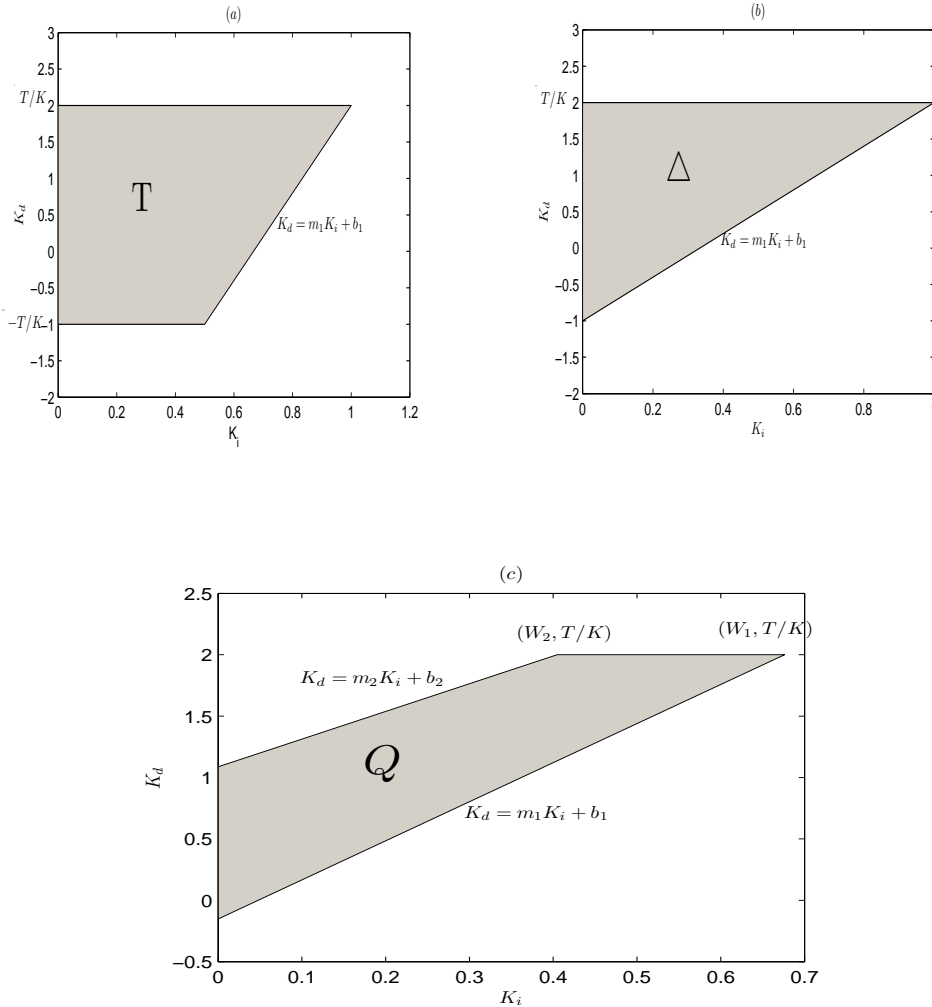 (a)
3
2.5
T/K 2
1.5
1
0.5
0
−0.5
−T/K −1
−1.5
−2
K_d
T
K_d = m_1K_i + b_1
0 0.2 0.4 0.6 0.8 1 1.2
K_i
(b)
3
2.5
T/K 2
1.5
1
0.5
0
−0.5
−1
−1.5
−2
K_d
Δ
K_d = m_1K_i + b_1
0 0.2 0.4 0.6 0.8 1
K_i
(c)
2.5
2
1.5
1
0.5
0
−0.5
K_d
(W_2, T/K)
(W_1, T/K)
K_d = m_2K_i + b_2
Q
K_d = m_1K_i + b_1
0 0.1 0.2 0.3 0.4 0.5 0.6 0.7
K_i